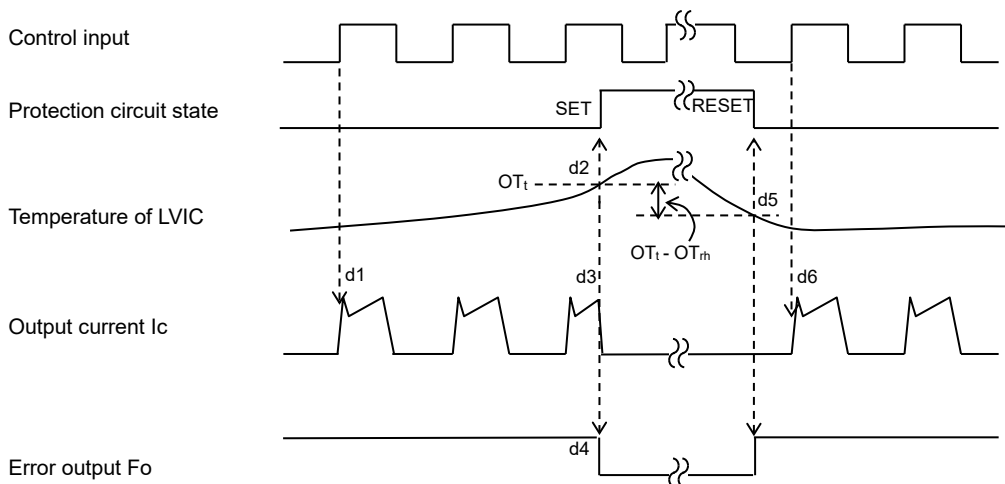 Control input
Protection circuit state
SET
RESET
d2
OTₜ
d5
Temperature of LVIC
OTₜ - OTᵣₕ
d1
d3
d6
Output current Ic
d4
Error output Fo